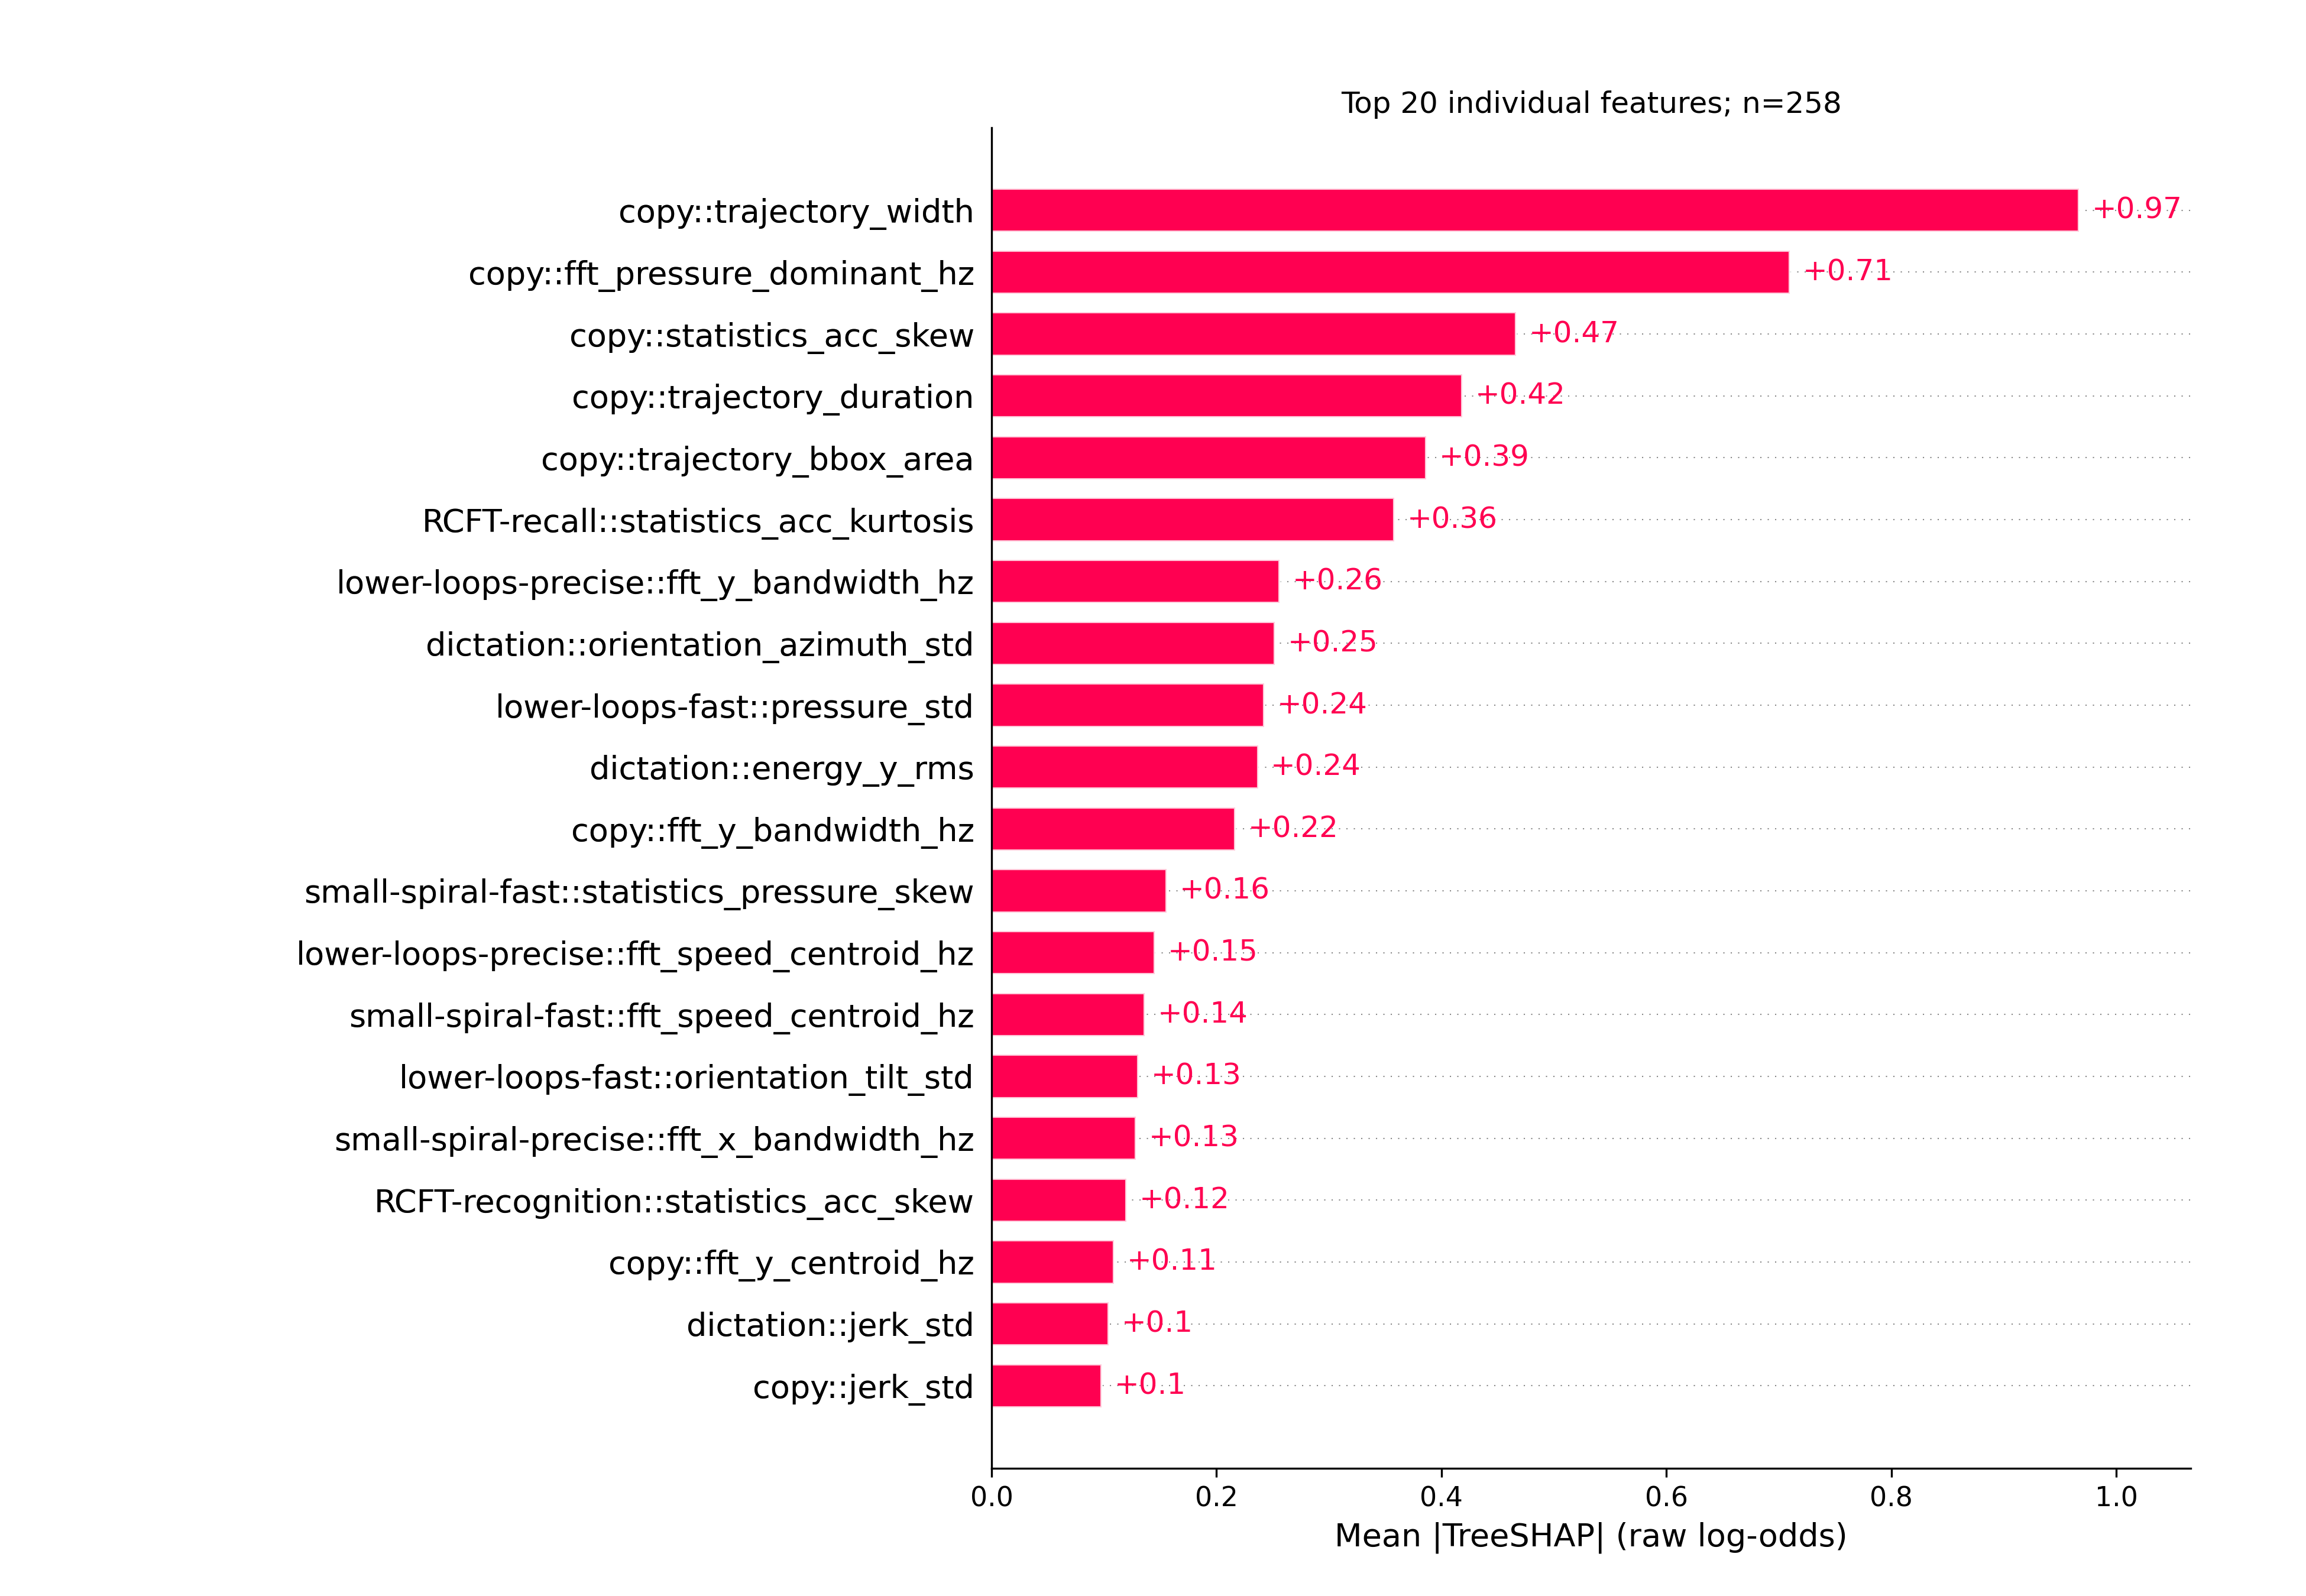 Top 20 individual features; n=258
copy::trajectory_width +0.97
copy::fft_pressure_dominant_hz +0.71
copy::statistics_acc_skew +0.47
copy::trajectory_duration +0.42
copy::trajectory_bbox_area +0.39
RCFT-recall::statistics_acc_kurtosis +0.36
lower-loops-precise::fft_y_bandwidth_hz +0.26
dictation::orientation_azimuth_std +0.25
lower-loops-fast::pressure_std +0.24
dictation::energy_y_rms +0.24
copy::fft_y_bandwidth_hz +0.22
small-spiral-fast::statistics_pressure_skew +0.16
lower-loops-precise::fft_speed_centroid_hz +0.15
small-spiral-fast::fft_speed_centroid_hz +0.14
lower-loops-fast::orientation_tilt_std +0.13
small-spiral-precise::fft_x_bandwidth_hz +0.13
RCFT-recognition::statistics_acc_skew +0.12
copy::fft_y_centroid_hz +0.11
dictation::jerk_std +0.1
copy::jerk_std +0.1
0.0 0.2 0.4 0.6 0.8 1.0
Mean |TreeSHAP| (raw log-odds)